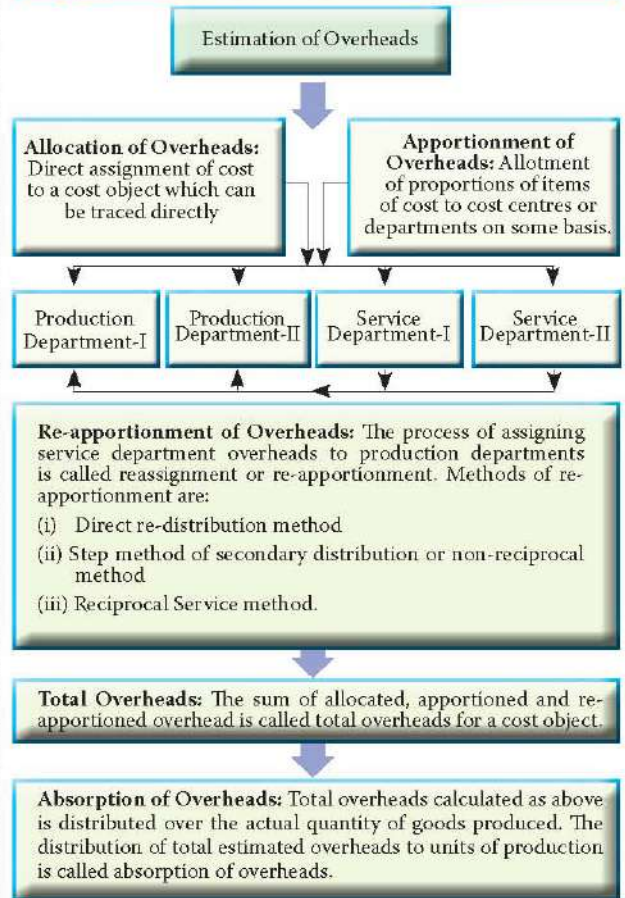 Estimation of Overheads
Allocation of Overheads:
Direct assignment of cost
to a cost object which can
be traced directly
Apportionment of
Overheads: Allotment
of proportions of items
of cost to cost centres or
departments on some basis.
Production
Department-I
Production
Department-II
Service
Department-I
Service
Department-II
Re-apportionment of Overheads: The process of assigning
service department overheads to production departments
is called reassignment or re-apportionment. Methods of re-
apportionment are:
(i) Direct re-distribution method
(ii) Step method of secondary distribution or non-reciprocal
method
(iii) Reciprocal Service method.
Total Overheads: The sum of allocated, apportioned and re-
apportioned overhead is called total overheads for a cost object.
Absorption of Overheads: Total overheads calculated as above
is distributed over the actual quantity of goods produced. The
distribution of total estimated overheads to units of production
is called absorption of overheads.